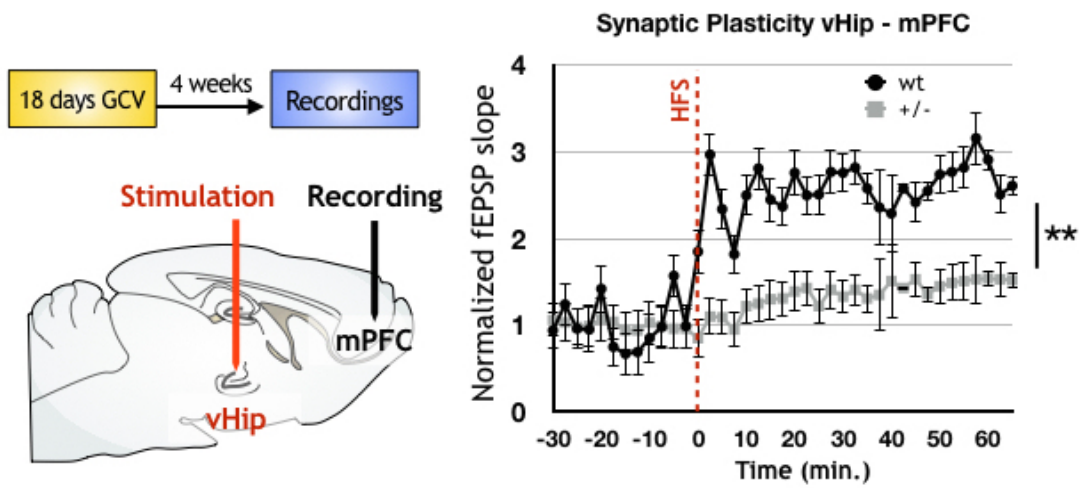 18 days GCV
4 weeks
Recordings
Stimulation
Recording
mPFC
vHip
Synaptic Plasticity vHip - mPFC
Normalized fEPSP slope
4
3
2
1
0
HFS
wt
+/-
**
-30 -20 -10 0 10 20 30 40 50 60
Time (min.)